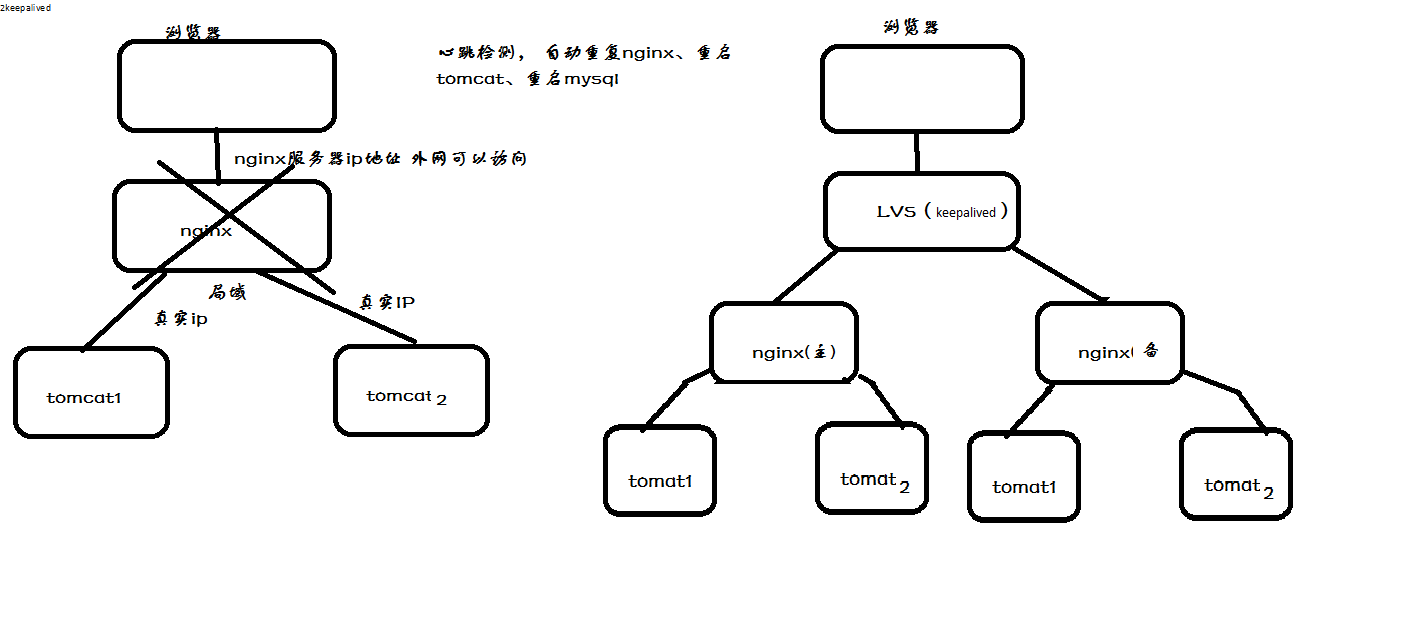 2keepalived
浏览器
心跳检测， 自动重复nginx、重启
tomcat、重启mysql
浏览器
nginx服务器ip地址 外网可以访问
nginx
局域
真实ip
真实IP
tomcat1
tomcat 2
LVS ( keepalived )
nginx(主)
nginx( 备
tomat1
tomat 2
tomat1
tomat 2